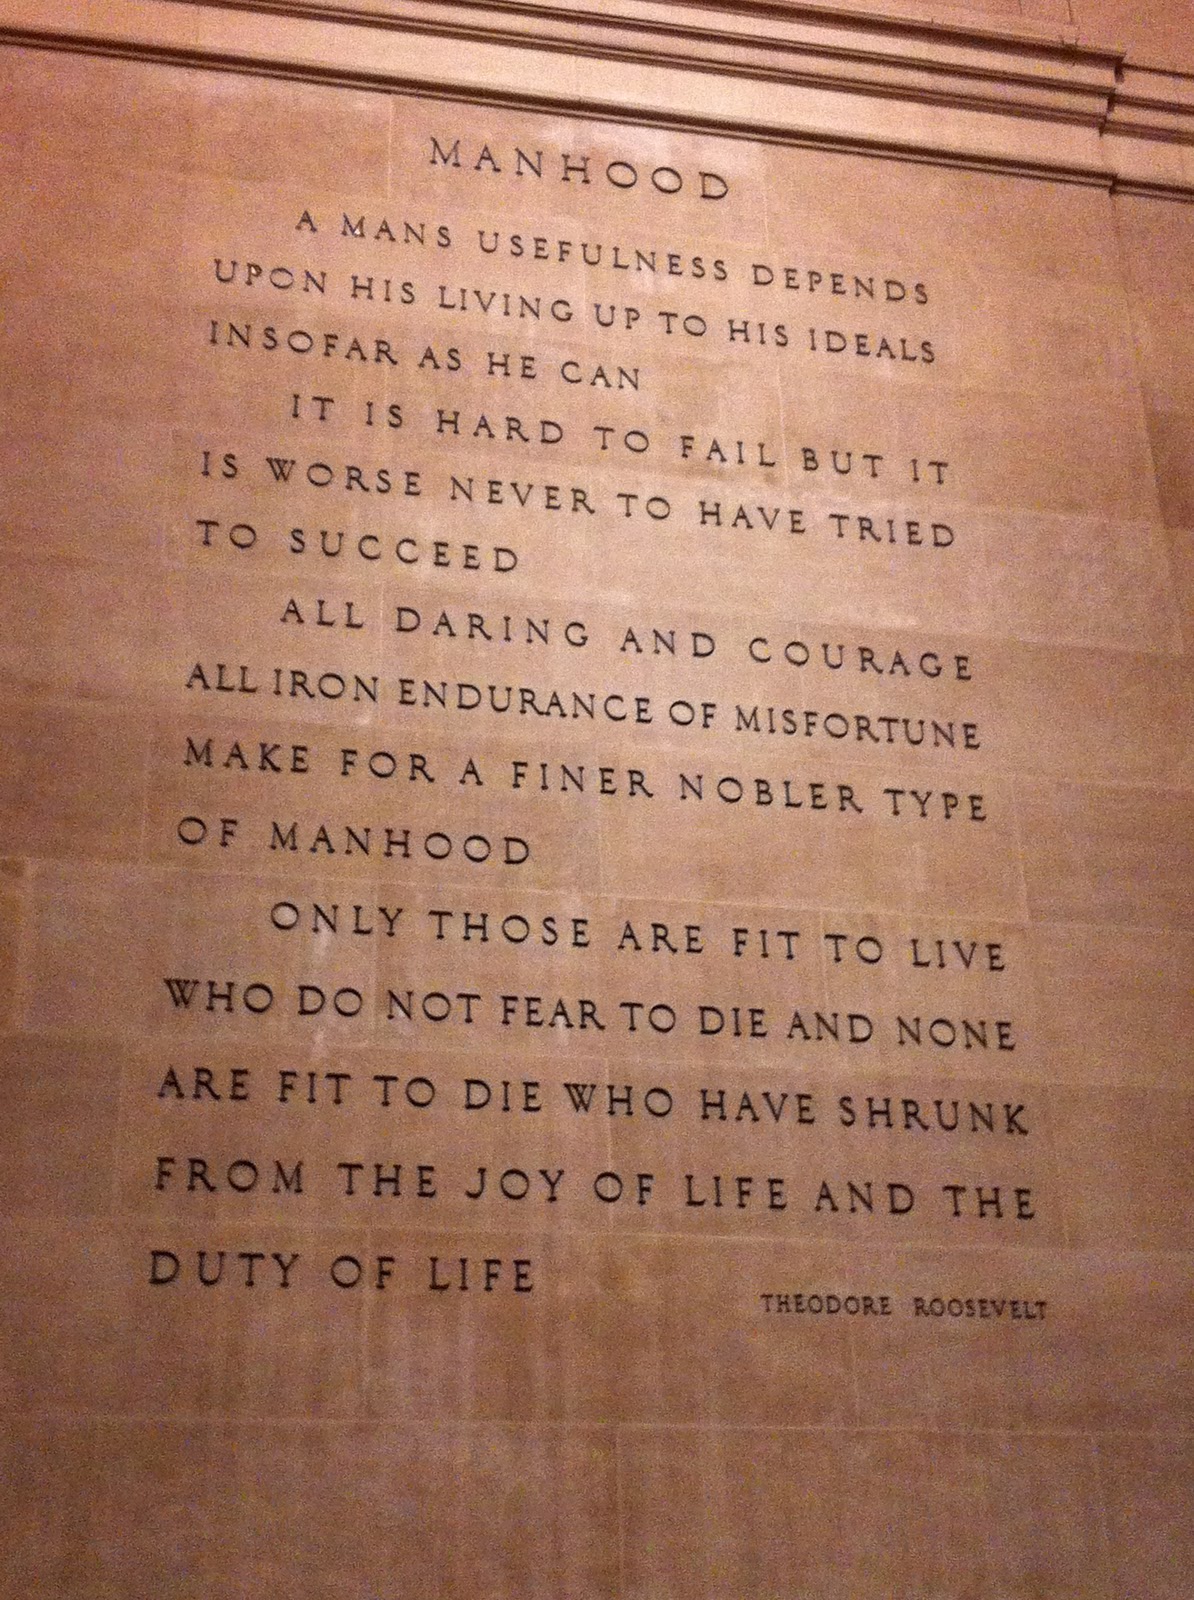 MANHOOD
A MANS USEFULNESS DEPENDS
UPON HIS LIVING UP TO HIS IDEALS
INSOFAR AS HE CAN
IT IS HARD TO FAIL BUT IT
IS WORSE NEVER TO HAVE TRIED
TO SUCCEED
ALL DARING AND COURAGE
ALL IRON ENDURANCE OF MISFORTUNE
MAKE FOR A FINER NOBLER TYPE
OF MANHOOD
ONLY THOSE ARE FIT TO LIVE
WHO DO NOT FEAR TO DIE AND NONE
ARE FIT TO DIE WHO HAVE SHRUNK
FROM THE JOY OF LIFE AND THE
DUTY OF LIFE
THEODORE ROOSEVELT